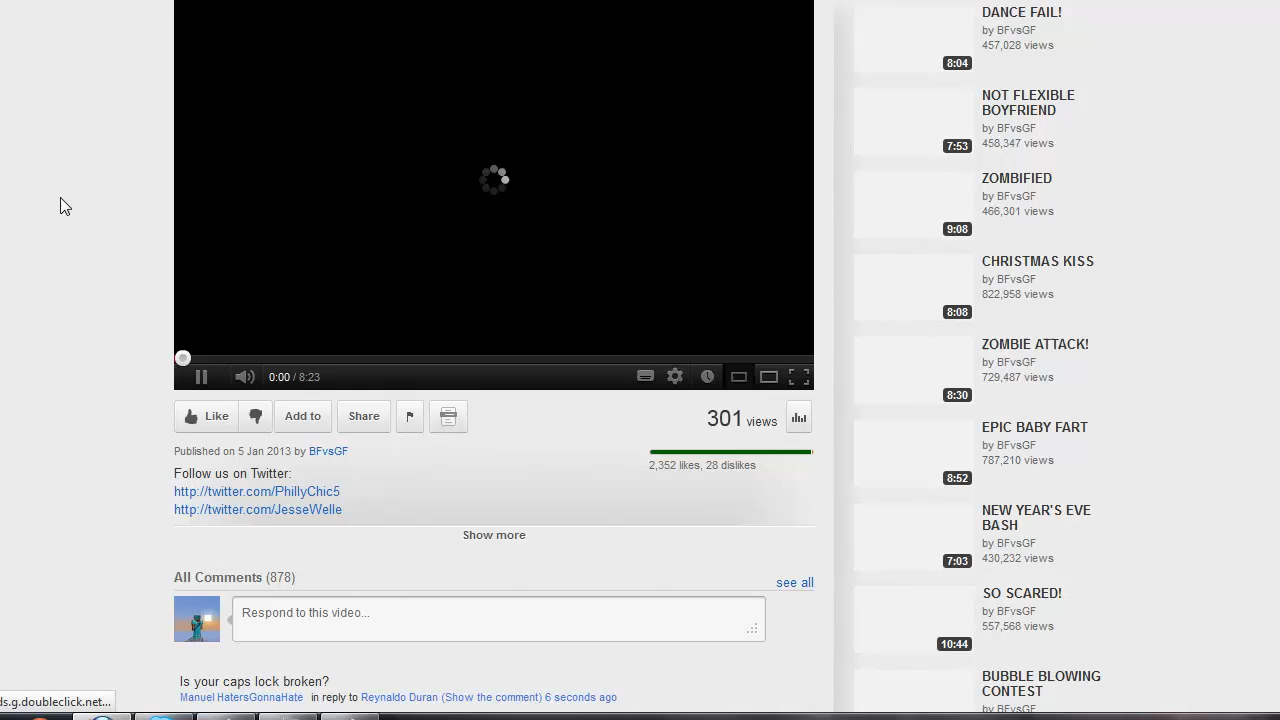 0:00 / 8:23
Like
Add to
Share
301 views
Published on 5 Jan 2013 by BFvsGF
2,352 likes, 28 dislikes
Follow us on Twitter:
http://twitter.com/PhillyChic5
http://twitter.com/JesseWelle
Show more
All Comments (878)
see all
Respond to this video...
Is your caps lock broken?
Manuel HatersGonnaHate in reply to Reynaldo Duran (Show the comment) 6 seconds ago
ds.g.doubleclick.net...
DANCE FAIL!
by BFvsGF
457,028 views
8:04
NOT FLEXIBLE
BOYFRIEND
by BFvsGF
458,347 views
7:53
ZOMBIFIED
by BFvsGF
466,301 views
9:08
CHRISTMAS KISS
by BFvsGF
822,958 views
8:08
ZOMBIE ATTACK!
by BFvsGF
729,487 views
8:30
EPIC BABY FART
by BFvsGF
787,210 views
8:52
NEW YEAR'S EVE
BASH
by BFvsGF
430,232 views
7:03
SO SCARED!
by BFvsGF
557,568 views
10:44
BUBBLE BLOWING
CONTEST
by BFvsGF